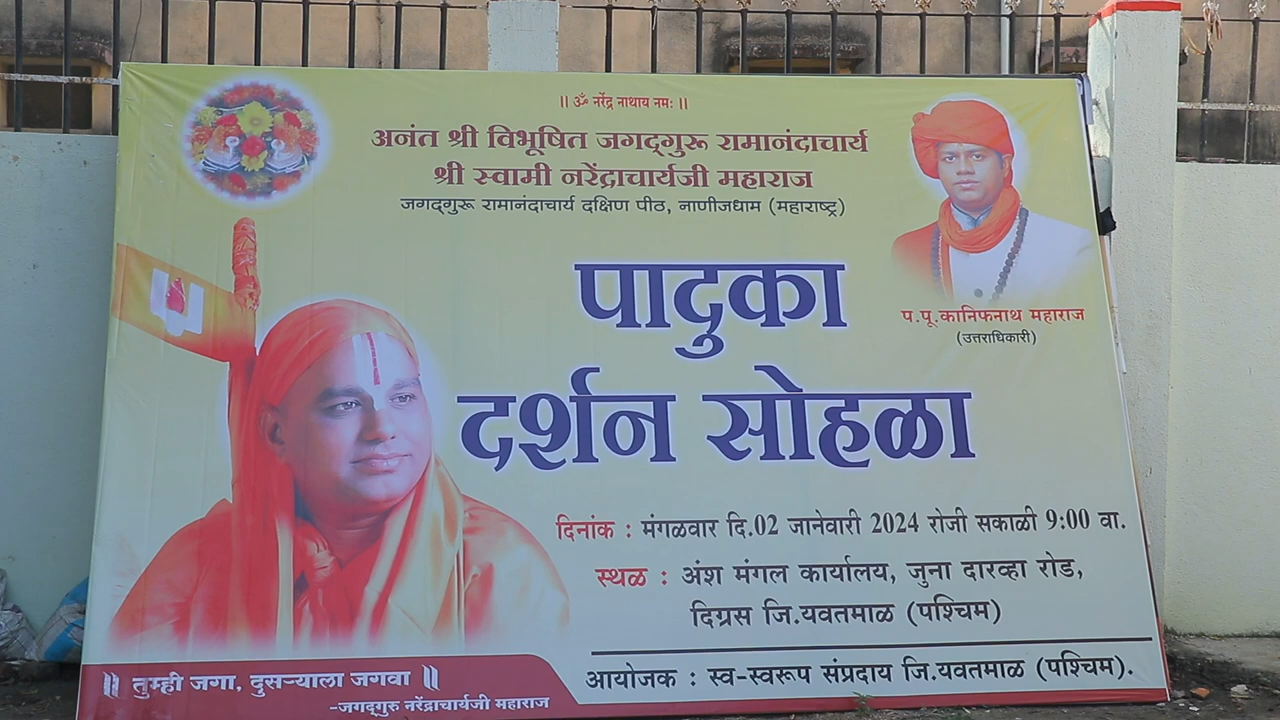 || ॐ नरेंद्र नाथाय नमः ||
अनंत श्री विभूषित जगद्‌गुरू रामानंदाचार्य
श्री स्वामी नरेंद्राचार्यजी महाराज
जगद्‌गुरू रामानंदाचार्य दक्षिण पीठ, नाणीजधाम (महाराष्ट्र)
पादुका
दर्शन सोहळा
प.पू.कानिफनाथ महाराज
(उत्तराधिकारी)
दिनांक : मंगळवार दि.02 जानेवारी 2024 रोजी सकाळी 9:00 वा.
स्थळ : अंश मंगल कार्यालय, जुना दारव्हा रोड,
दिग्रस जि.यवतमाळ (पश्चिम)
आयोजक : स्व-स्वरूप संप्रदाय जि.यवतमाळ (पश्चिम).
|| तुम्ही जगा, दुसऱ्याला जगवा ||
-जगद्‌गुरु नरेंद्राचार्यजी महाराज